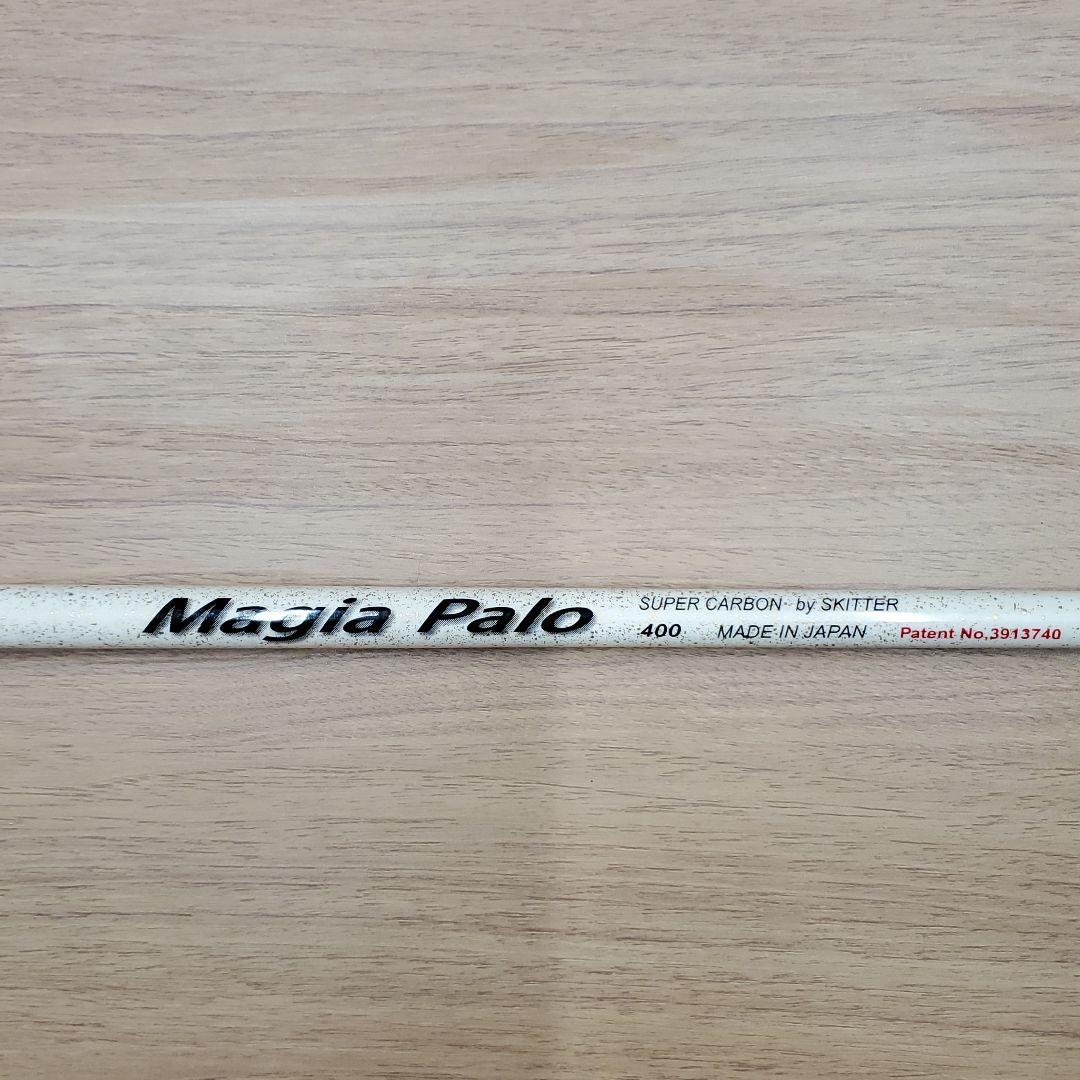 Magia Palo
SUPER CARBON by SKITTER
400 MADE IN JAPAN Patent No,3913740